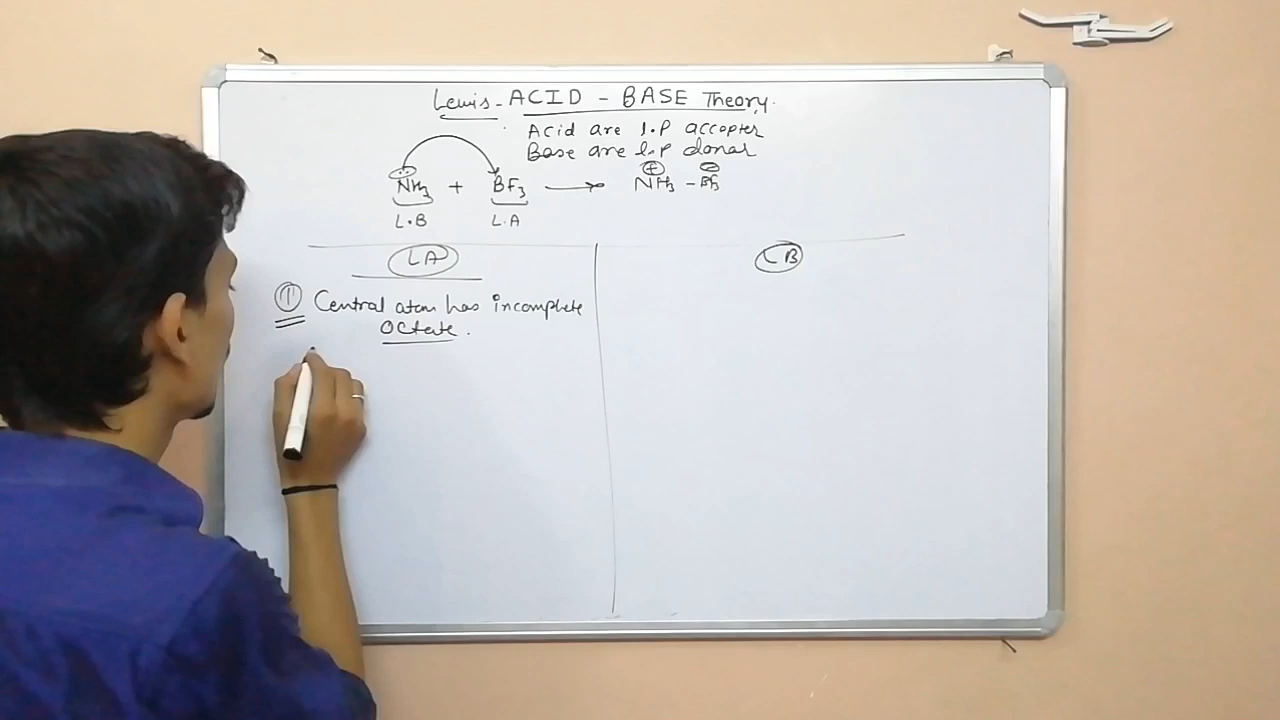 Lewis - ACID - BASE Theory.
Acid are l.p accepter
Base are l.p donar
NH3 + BF3 → NH3 - BF3
L.B L.A
⊕ ⊖
LA LB
① Central atom has incomplete
Octate.